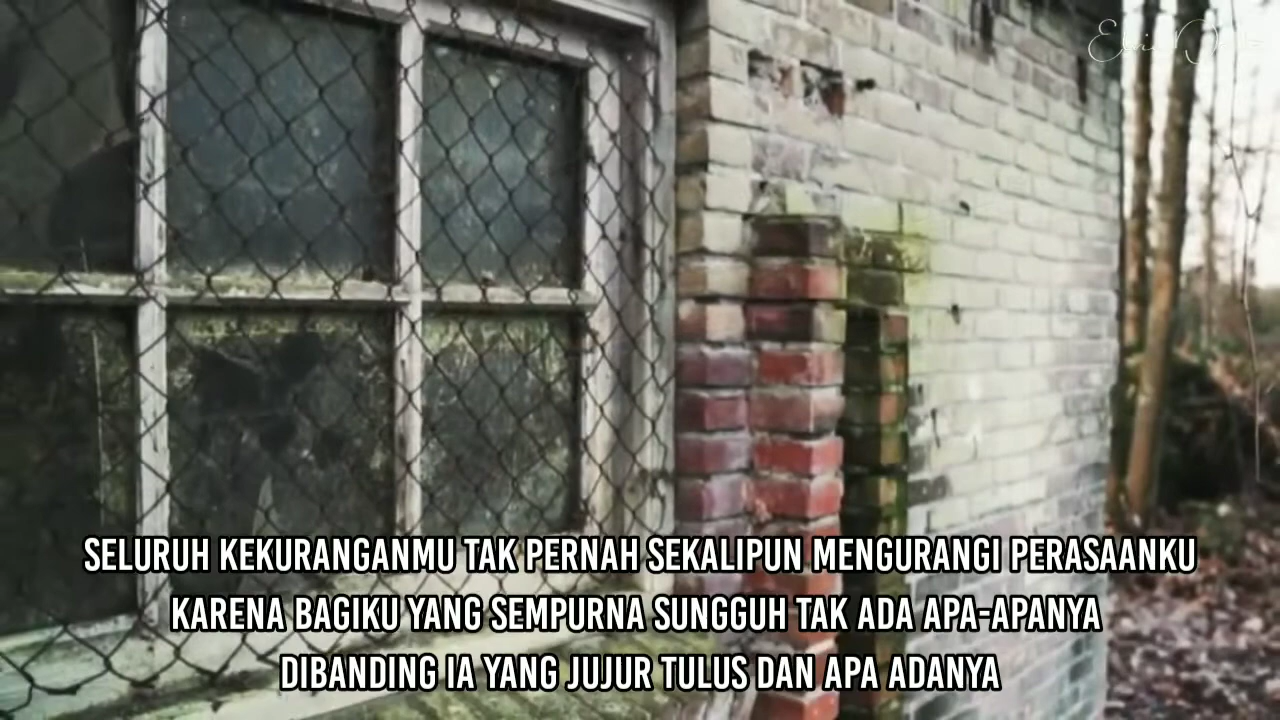 SELURUH KEKURANGANMU TAK PERNAH SEKALIPUN MENGURANGI PERASAANKU
KARENA BAGIKU YANG SEMPURNA SUNGGUH TAK ADA APA-APANYA
DIBANDING IA YANG JUJUR TULUS DAN APA ADANYA